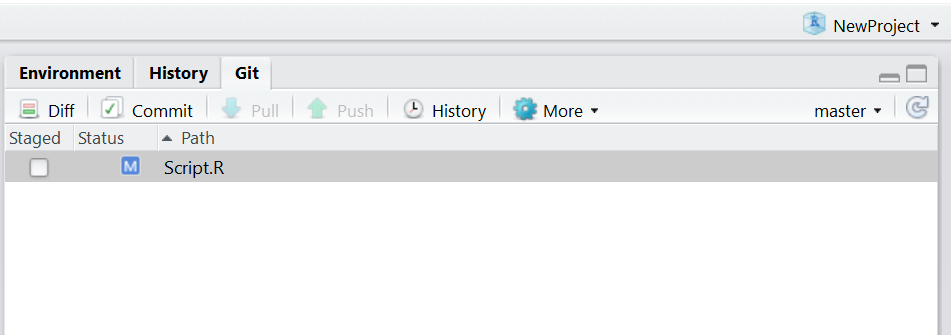 NewProject
Environment History Git
Diff Commit Pull Push History More master
Staged Status Path
M Script.R